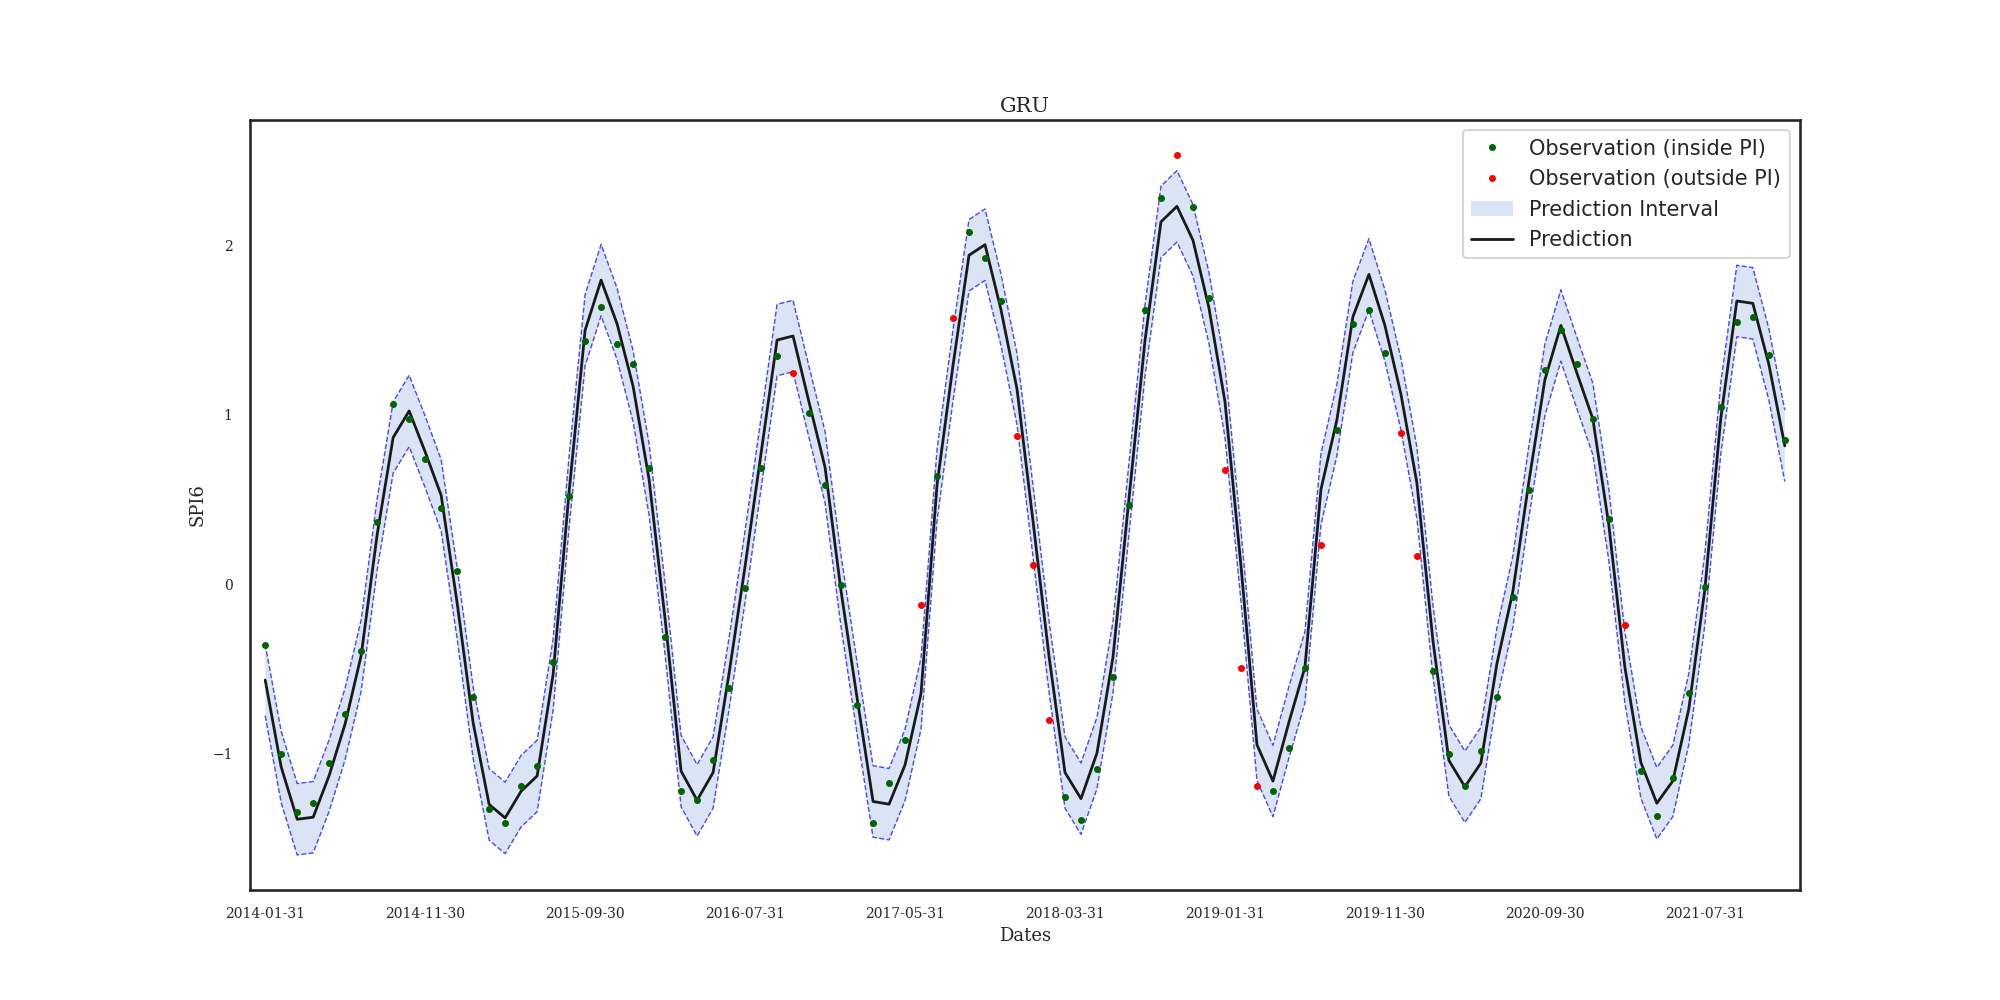 GRU
Observation (inside PI)
Observation (outside PI)
Prediction Interval
Prediction
2
1
0
−1
SPI6
2014-01-31 2014-11-30 2015-09-30 2016-07-31 2017-05-31 2018-03-31 2019-01-31 2019-11-30 2020-09-30 2021-07-31
Dates